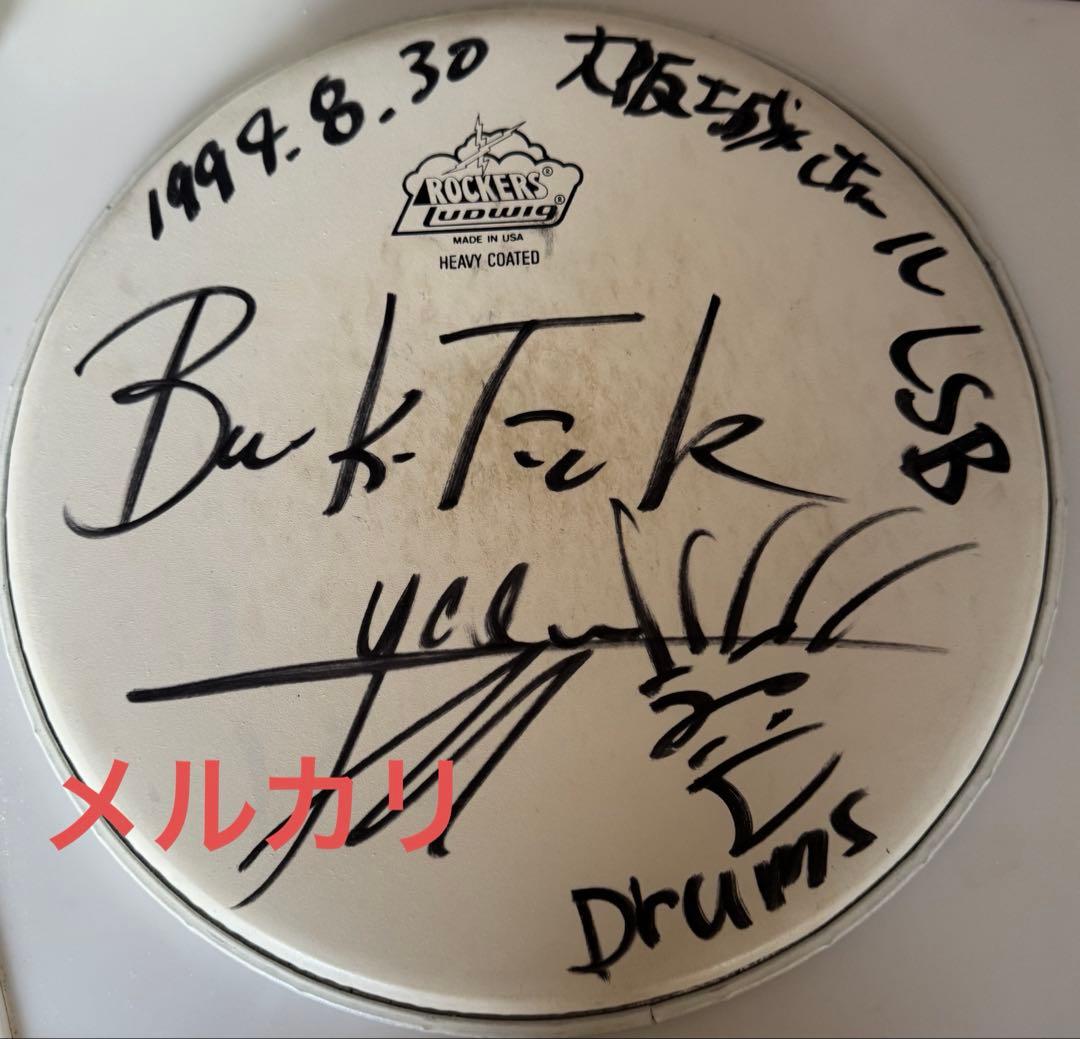 1994.8.30 大阪城ホール LSB
ROCKERS®
LUDWIG®
MADE IN USA
HEAVY COATED
Buck-Tick
メルカリ
Drums